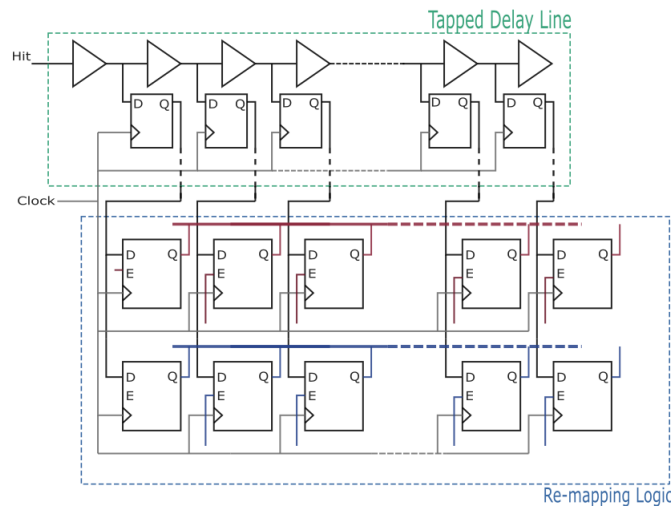 Tapped Delay Line
Hit
D Q D Q D Q D Q D Q
Clock
D Q D Q D Q D Q D Q
E E E E E
D Q D Q D Q D Q D Q
E E E E E
Re-mapping Logic